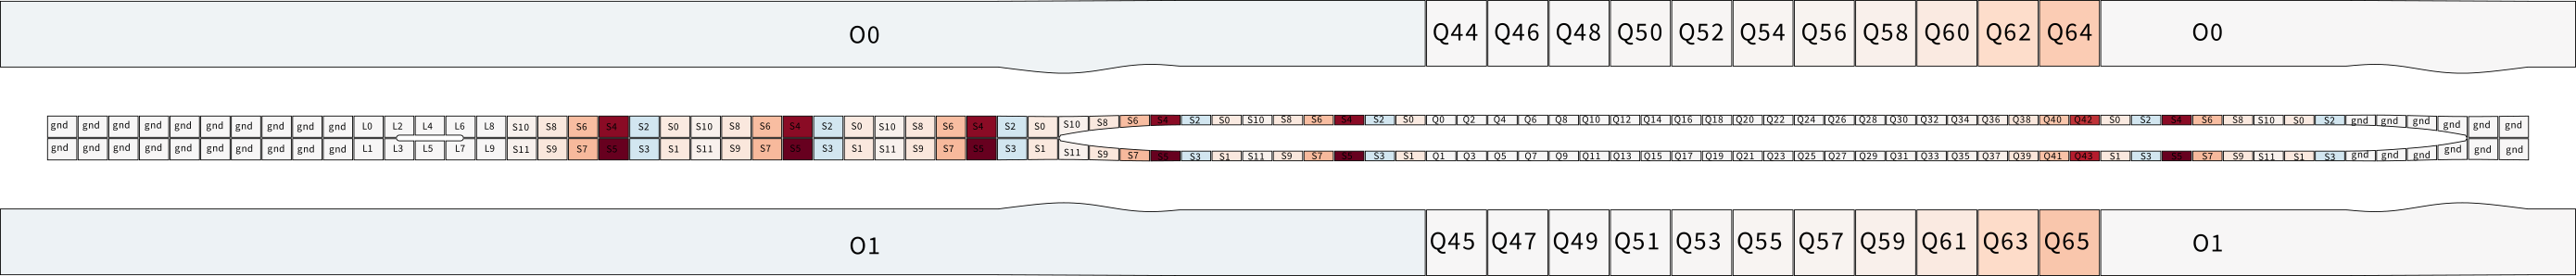 O0 Q44 Q46 Q48 Q50 Q52 Q54 Q56 Q58 Q60 Q62 Q64 O0
gnd gnd gnd gnd gnd gnd gnd gnd gnd gnd L0 L2 L4 L6 L8 S10 S8 S6 S4 S2 S0 S10 S8 S6 S4 S2 S0 S10 S8 S6 S4 S2 S0 S10 S8 S6 S4 S2 S0 S10 S8 S6 S4 S2 S0 Q0 Q2 Q4 Q6 Q8 Q10 Q12 Q14 Q16 Q18 Q20 Q22 Q24 Q26 Q28 Q30 Q32 Q34 Q36 Q38 Q40 Q42 S0 S2 S4 S6 S8 S10 S0 S2 gnd gnd gnd gnd gnd gnd
gnd gnd gnd gnd gnd gnd gnd gnd gnd gnd L1 L3 L5 L7 L9 S11 S9 S7 S5 S3 S1 S11 S9 S7 S5 S3 S1 S11 S9 S7 S5 S3 S1 S11 S9 S7 S5 S3 S1 S11 S9 S7 S5 S3 S1 Q1 Q3 Q5 Q7 Q9 Q11 Q13 Q15 Q17 Q19 Q21 Q23 Q25 Q27 Q29 Q31 Q33 Q35 Q37 Q39 Q41 Q43 S1 S3 S5 S7 S9 S11 S1 S3 gnd gnd gnd gnd gnd gnd
O1 Q45 Q47 Q49 Q51 Q53 Q55 Q57 Q59 Q61 Q63 Q65 O1